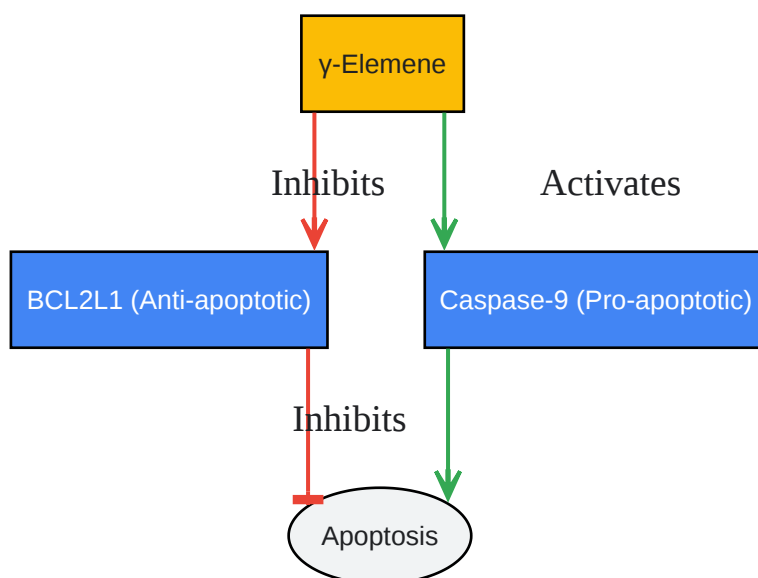 γ-Elemene
Inhibits
Activates
BCL2L1 (Anti-apoptotic)
Caspase-9 (Pro-apoptotic)
Inhibits
Apoptosis